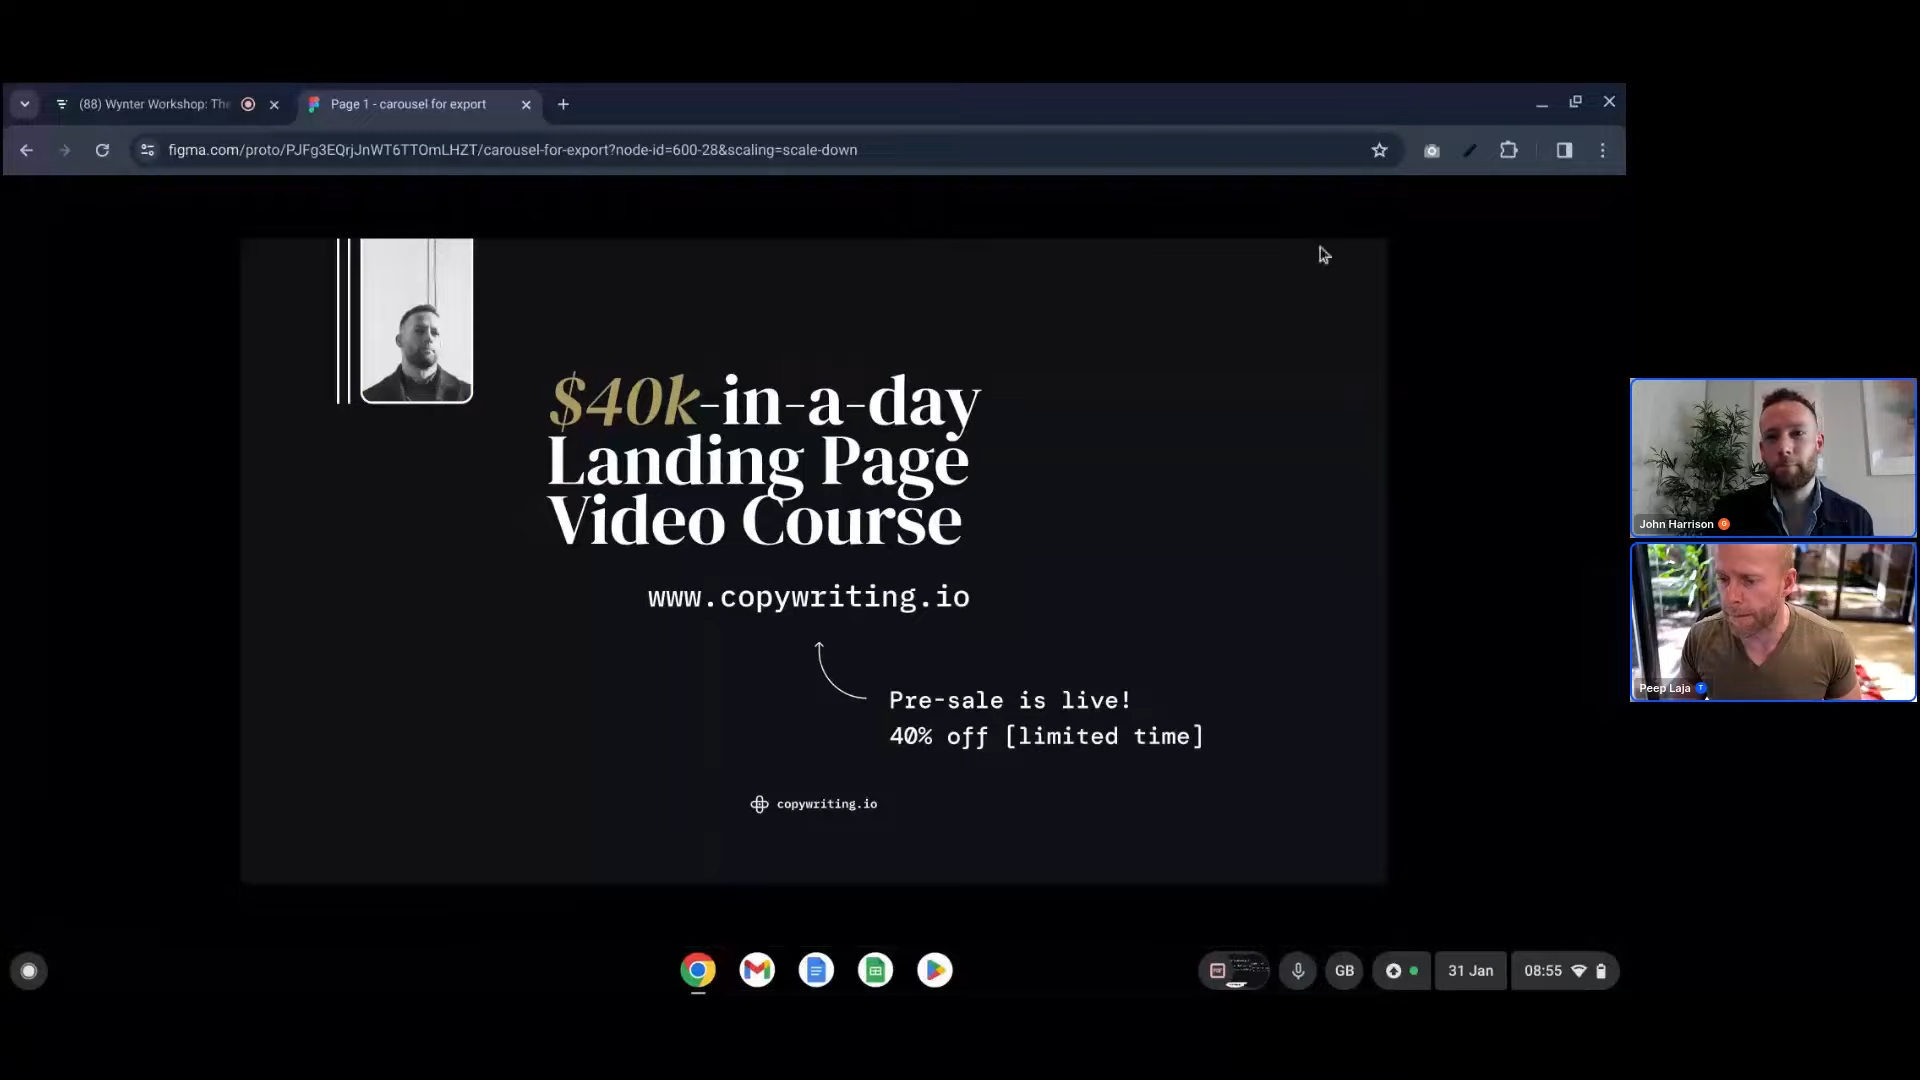 (88) Wynter Workshop: The
Page 1 - carousel for export
figma.com/proto/PJFg3EQrjJnWT6TTOmLHZT/carousel-for-export?node-id=600-28&scaling=scale-down
$40k-in-a-day
Landing Page
Video Course
www.copywriting.io
Pre-sale is live!
40% off [limited time]
copywriting.io
John Harrison
Peep Laja
GB
31 Jan
08:55